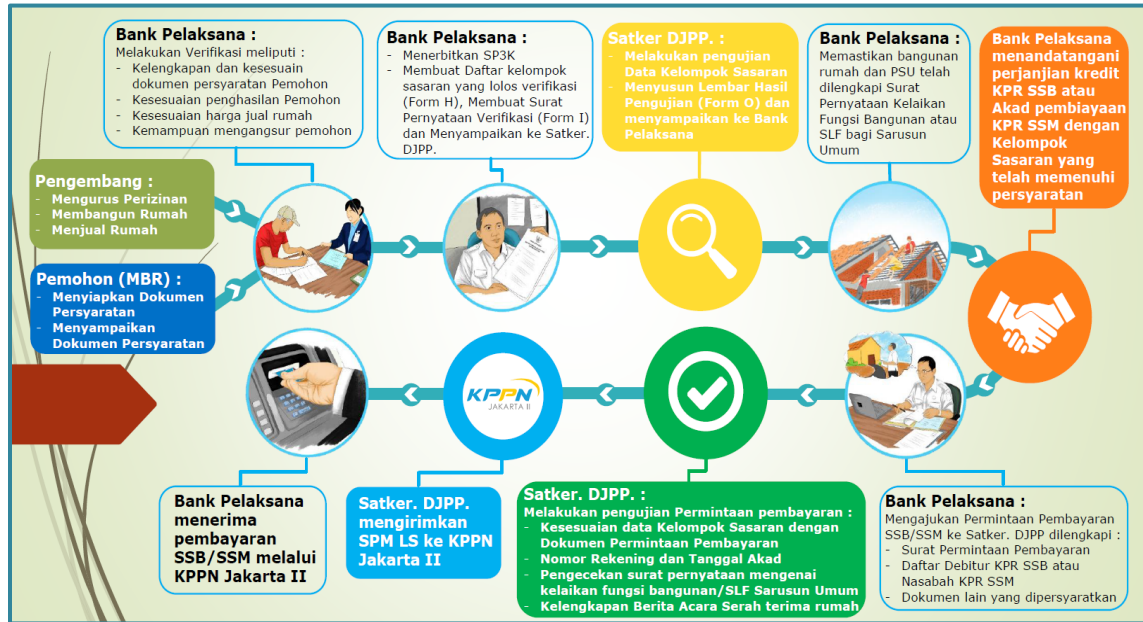 Bank Pelaksana :
Melakukan Verifikasi meliputi :
- Kelengkapan dan kesesuain
dokumen persyaratan Pemohon
- Kesesuaian penghasilan Pemohon
- Kesesuaian harga jual rumah
- Kemampuan mengangsur pemohon
Bank Pelaksana :
- Menerbitkan SP3K
- Membuat Daftar kelompok
sasaran yang lolos verifikasi
(Form H), Membuat Surat
Pernyataan Verifikasi (Form I)
dan Menyampaikan ke Satker.
DJPP.
Satker DJPP. :
- Melakukan pengujian
Data Kelompok Sasaran
- Menyusun Lembar Hasil
Pengujian (Form O) dan
menyampaikan ke Bank
Pelaksana
Bank Pelaksana :
Memastikan bangunan
rumah dan PSU telah
dilengkapi Surat
Pernyataan Kelaikan
Fungsi Bangunan atau
SLF bagi Sarusun
Umum
Bank Pelaksana
menandatangani
perjanjian kredit
KPR SSB atau
Akad pembiayaan
KPR SSM dengan
Kelompok
Sasaran yang
telah memenuhi
persyaratan
Pengembang :
- Mengurus Perizinan
- Membangun Rumah
- Menjual Rumah
Pemohon (MBR) :
- Menyiapkan Dokumen
Persyaratan
- Menyampaikan
Dokumen Persyaratan
KPPN
JAKARTA II
Bank Pelaksana
menerima
pembayaran
SSB/SSM melalui
KPPN Jakarta II
Satker. DJPP.
mengirimkan
SPM LS ke KPPN
Jakarta II
Satker. DJPP. :
Melakukan pengujian Permintaan pembayaran :
- Kesesuaian data Kelompok Sasaran dengan
Dokumen Permintaan Pembayaran
- Nomor Rekening dan Tanggal Akad
- Pengecekan surat pernyataan mengenai
kelaikan fungsi bangunan/SLF Sarusun Umum
- Kelengkapan Berita Acara Serah terima rumah
Bank Pelaksana :
Mengajukan Permintaan Pembayaran
SSB/SSM ke Satker. DJPP dilengkapi :
- Surat Permintaan Pembayaran
- Daftar Debitur KPR SSB atau
Nasabah KPR SSM
- Dokumen lain yang dipersyaratkan